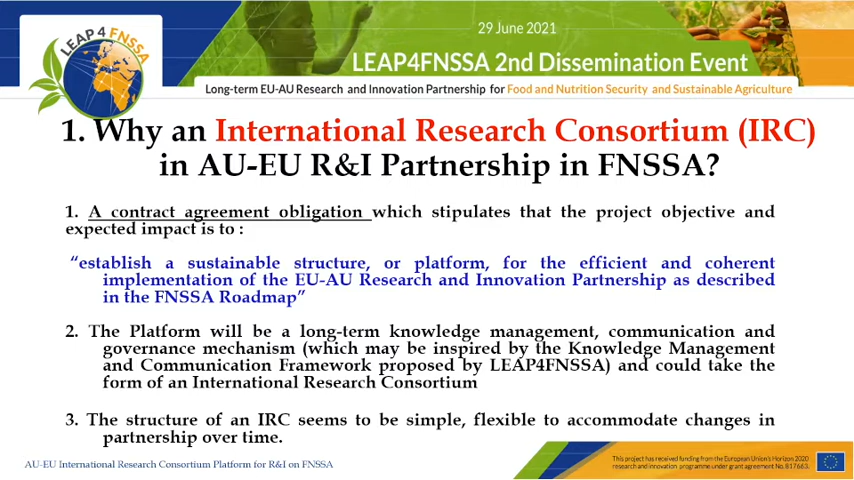 29 June 2021
LEAP4FNSSA 2nd Dissemination Event
LEAP 4 FNSSA
Long-term EU-AU Research and Innovation Partnership for Food and Nutrition Security and Sustainable Agriculture
1. Why an International Research Consortium (IRC)
in AU-EU R&I Partnership in FNSSA?
1. A contract agreement obligation which stipulates that the project objective and
expected impact is to :
“establish a sustainable structure, or platform, for the efficient and coherent
implementation of the EU-AU Research and Innovation Partnership as described
in the FNSSA Roadmap”
2. The Platform will be a long-term knowledge management, communication and
governance mechanism (which may be inspired by the Knowledge Management
and Communication Framework proposed by LEAP4FNSSA) and could take the
form of an International Research Consortium
3. The structure of an IRC seems to be simple, flexible to accommodate changes in
partnership over time.
AU-EU International Research Consortium Platform for R&I on FNSSA
This project has received funding from the European Union's Horizon 2020
research and innovation programme under grant agreement No. 817663.